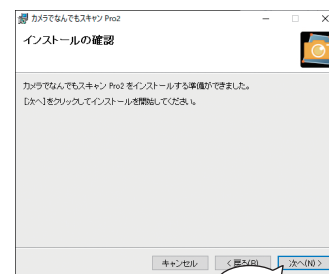 カメラでなんでもスキャン Pro2
インストールの確認
カメラでなんでもスキャン Pro2 をインストールする準備ができました。
[次へ]をクリックしてインストールを開始してください。
キャンセル
< 戻る(B)
次へ(N) >